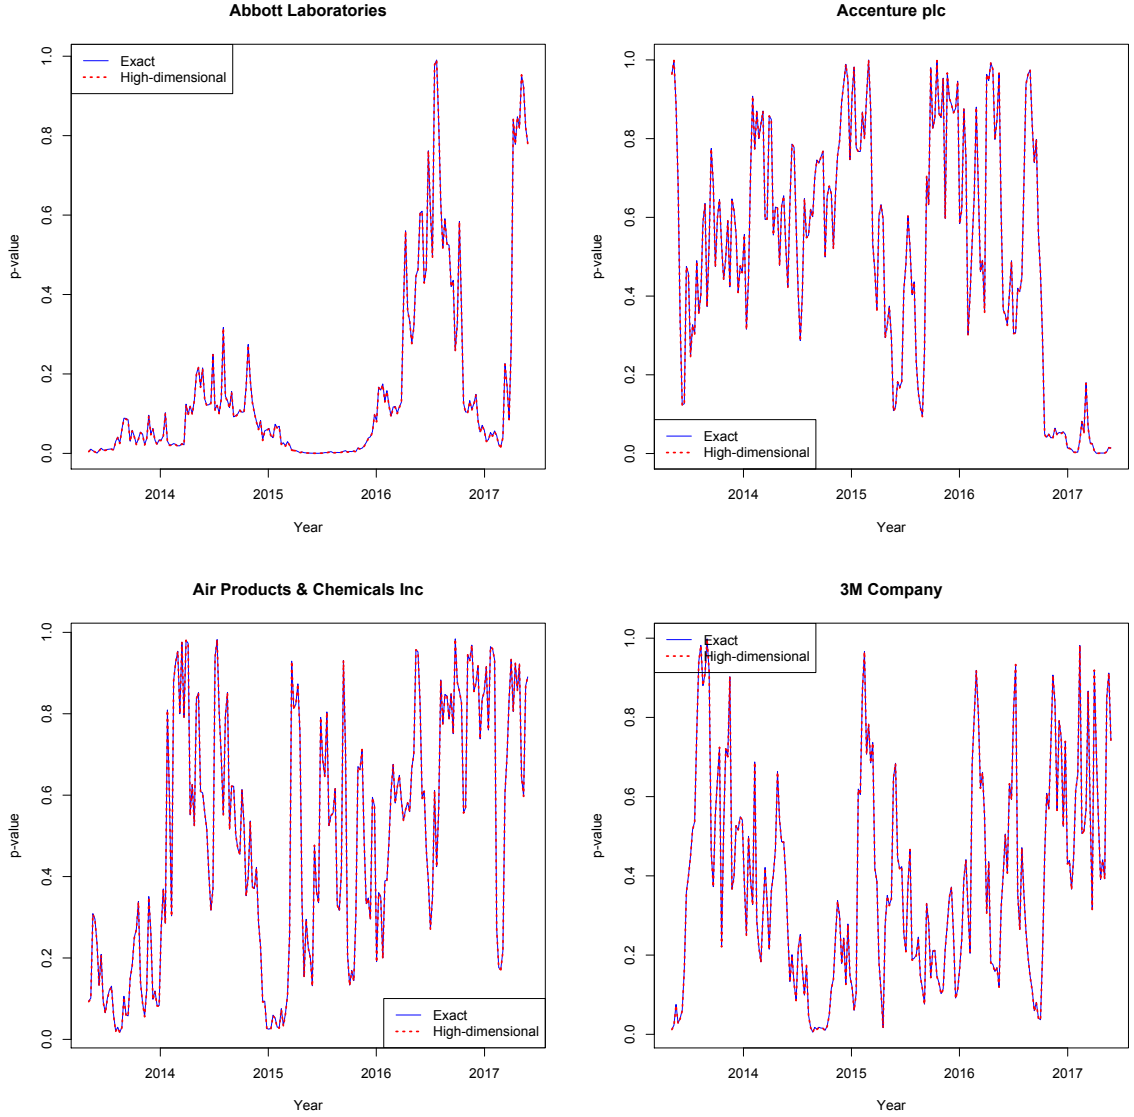 Abbott Laboratories
Exact
High-dimensional
p-value
0.0
0.2
0.4
0.6
0.8
1.0
2014
2015
2016
2017
Year
Accenture plc
Exact
High-dimensional
p-value
0.0
0.2
0.4
0.6
0.8
1.0
2014
2015
2016
2017
Year
Air Products & Chemicals Inc
Exact
High-dimensional
p-value
0.0
0.2
0.4
0.6
0.8
1.0
2014
2015
2016
2017
Year
3M Company
Exact
High-dimensional
p-value
0.0
0.2
0.4
0.6
0.8
1.0
2014
2015
2016
2017
Year